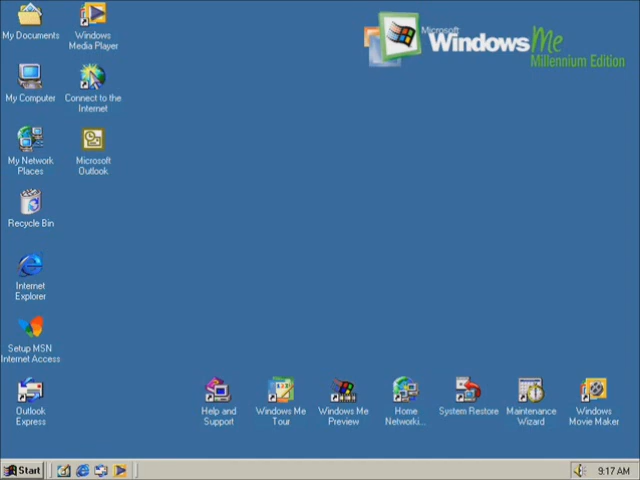 Microsoft
Windows Me
Millennium Edition
My Documents
Windows
Media Player
My Computer
Connect to the
Internet
My Network
Places
Microsoft
Outlook
Recycle Bin
Internet
Explorer
Setup MSN
Internet Access
Outlook
Express
Help and
Support
Windows Me
Tour
Windows Me
Preview
Home
Networki...
System Restore
Maintenance
Wizard
Windows
Movie Maker
Start
9:17 AM